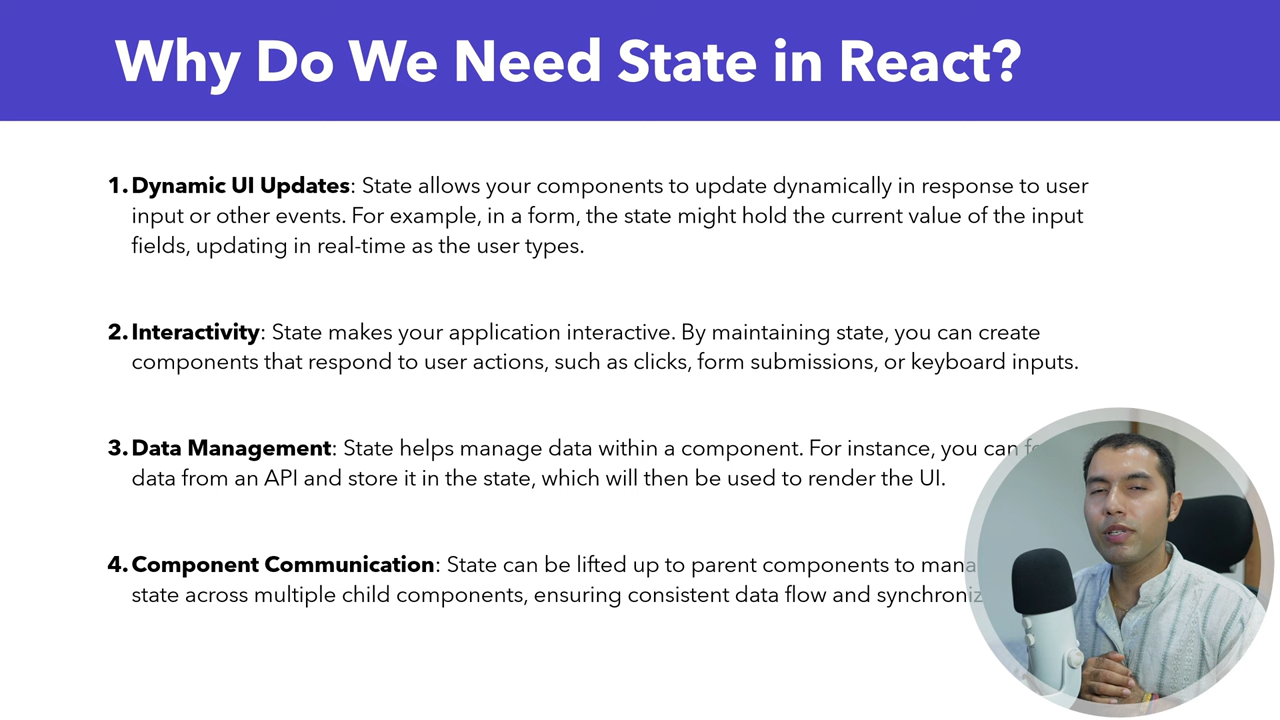 Why Do We Need State in React?
1. Dynamic UI Updates: State allows your components to update dynamically in response to user
input or other events. For example, in a form, the state might hold the current value of the input
fields, updating in real-time as the user types.
2. Interactivity: State makes your application interactive. By maintaining state, you can create
components that respond to user actions, such as clicks, form submissions, or keyboard inputs.
3. Data Management: State helps manage data within a component. For instance, you can
data from an API and store it in the state, which will then be used to render the UI.
4. Component Communication: State can be lifted up to parent components to
state across multiple child components, ensuring consistent data flow and